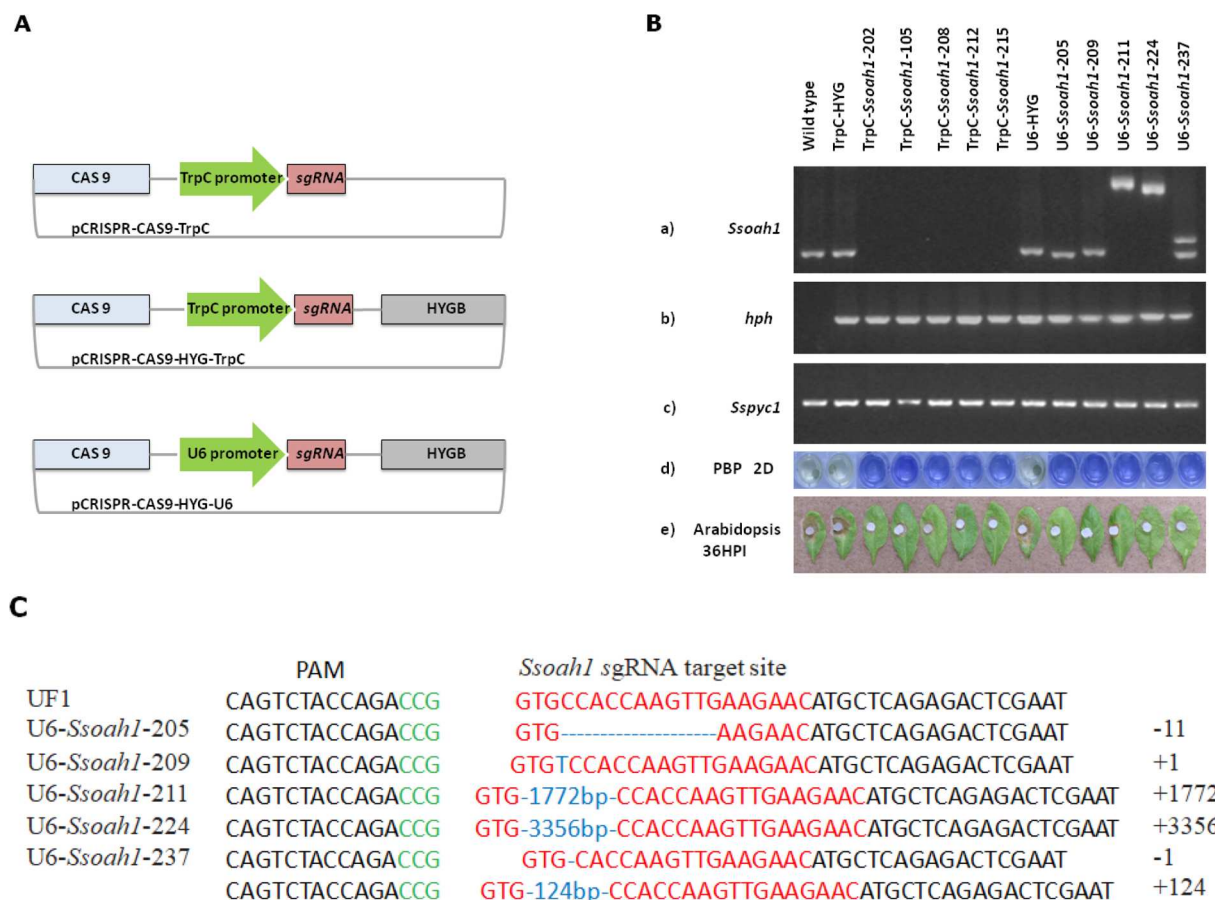 A
CAS 9 TrpC promoter sgRNA
pCRISPR-CAS9-TrpC
CAS 9 TrpC promoter sgRNA HYGB
pCRISPR-CAS9-HYG-TrpC
CAS 9 U6 promoter sgRNA HYGB
pCRISPR-CAS9-HYG-U6
B
Wild type
TrpC-HYG
TrpC-Ssoah1-202
TrpC-Ssoah1-105
TrpC-Ssoah1-208
TrpC-Ssoah1-212
TrpC-Ssoah1-215
U6-HYG
U6-Ssoah1-205
U6-Ssoah1-209
U6-Ssoah1-211
U6-Ssoah1-224
U6-Ssoah1-237
a) Ssoah1
b) hph
c) Sspyc1
d) PBP 2D
e) Arabidopsis
36HPI
C
PAM Ssoah1 sgRNA target site
UF1 CAGTCTACCAGACCG GTGCCACCAAGTTGAAGAACATGCTCAGAGACTCGAAT
U6-Ssoah1-205 CAGTCTACCAGACCG GTG--------------------AAGAACATGCTCAGAGACTCGAAT -11
U6-Ssoah1-209 CAGTCTACCAGACCG GTGTCCACCAAGTTGAAGAACATGCTCAGAGACTCGAAT +1
U6-Ssoah1-211 CAGTCTACCAGACCG GTG-1772bp-CCACCAAGTTGAAGAACATGCTCAGAGACTCGAAT +1772
U6-Ssoah1-224 CAGTCTACCAGACCG GTG-3356bp-CCACCAAGTTGAAGAACATGCTCAGAGACTCGAAT +3356
U6-Ssoah1-237 CAGTCTACCAGACCG GTG-CACCAAGTTGAAGAACATGCTCAGAGACTCGAAT -1
CAGTCTACCAGACCG GTG-124bp-CCACCAAGTTGAAGAACATGCTCAGAGACTCGAAT +124